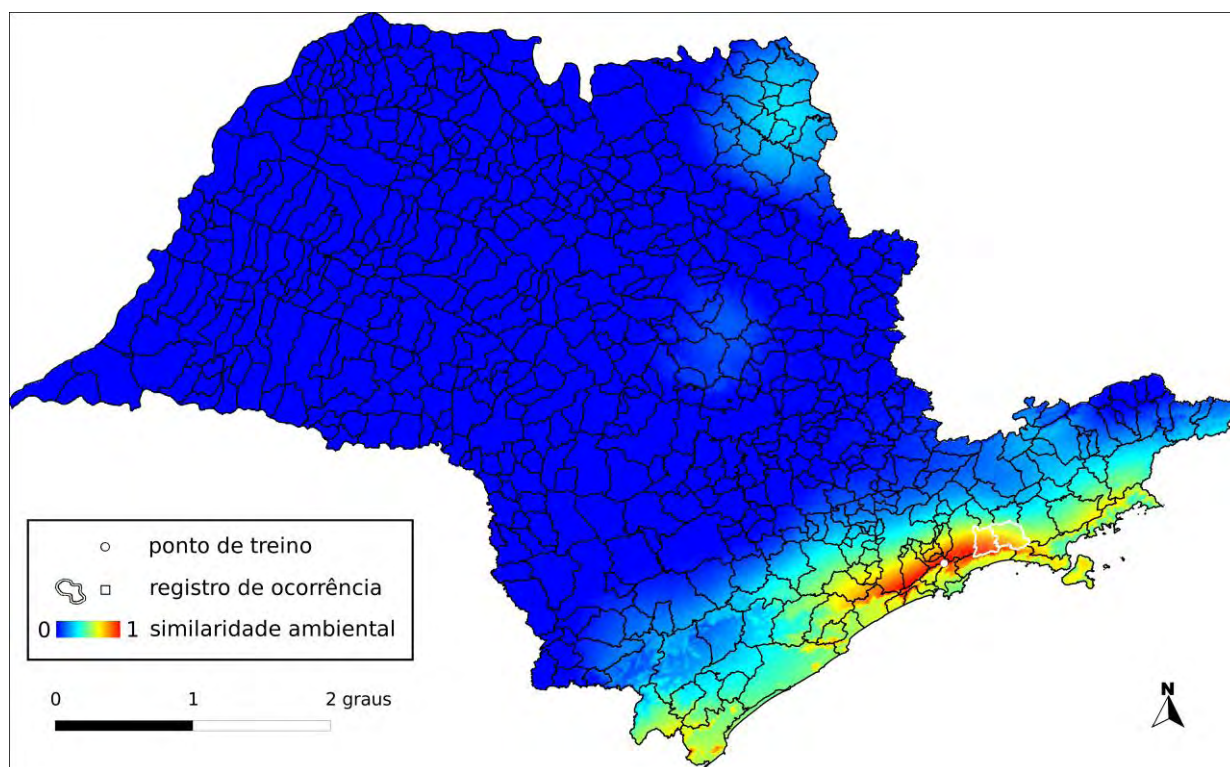 ponto de treino
registro de ocorrência
0 1 similaridade ambiental
0 1 2 graus
N